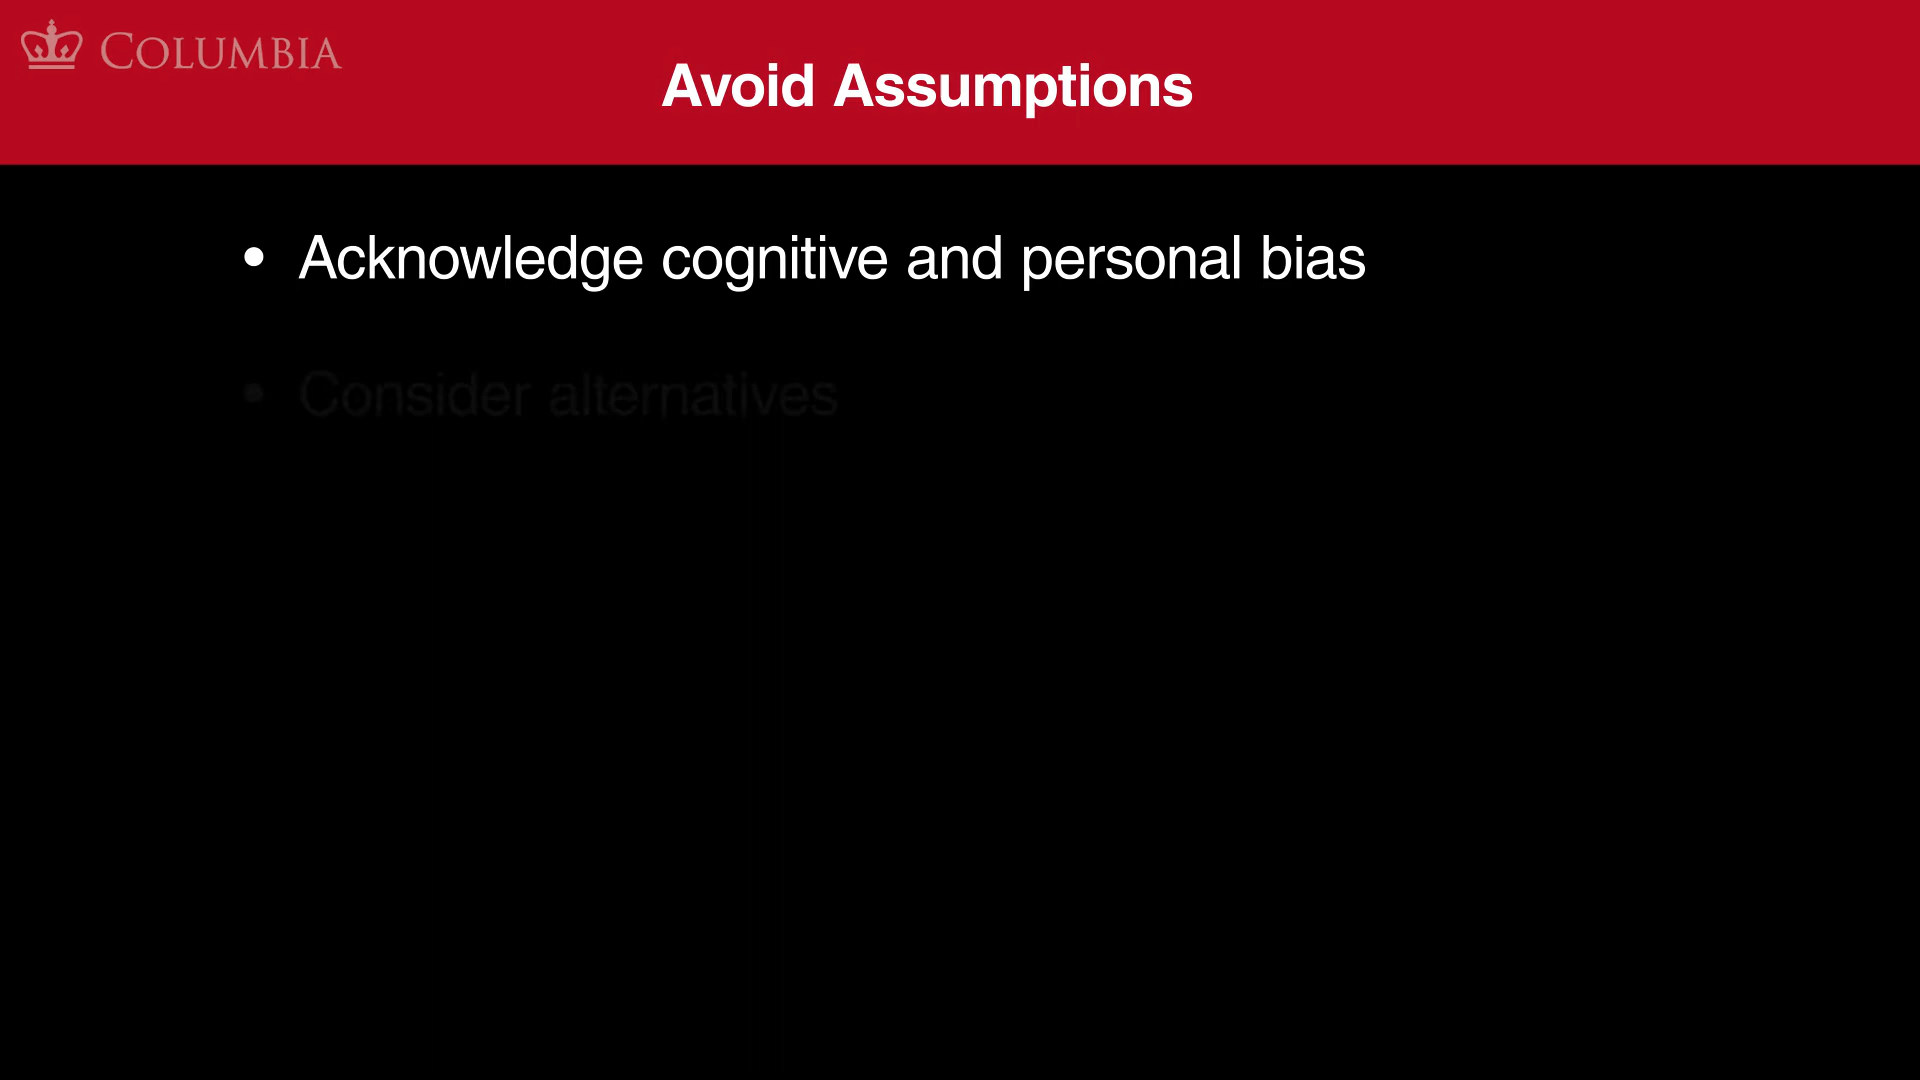 COLUMBIA
Avoid Assumptions
• Acknowledge cognitive and personal bias
• Consider alternatives